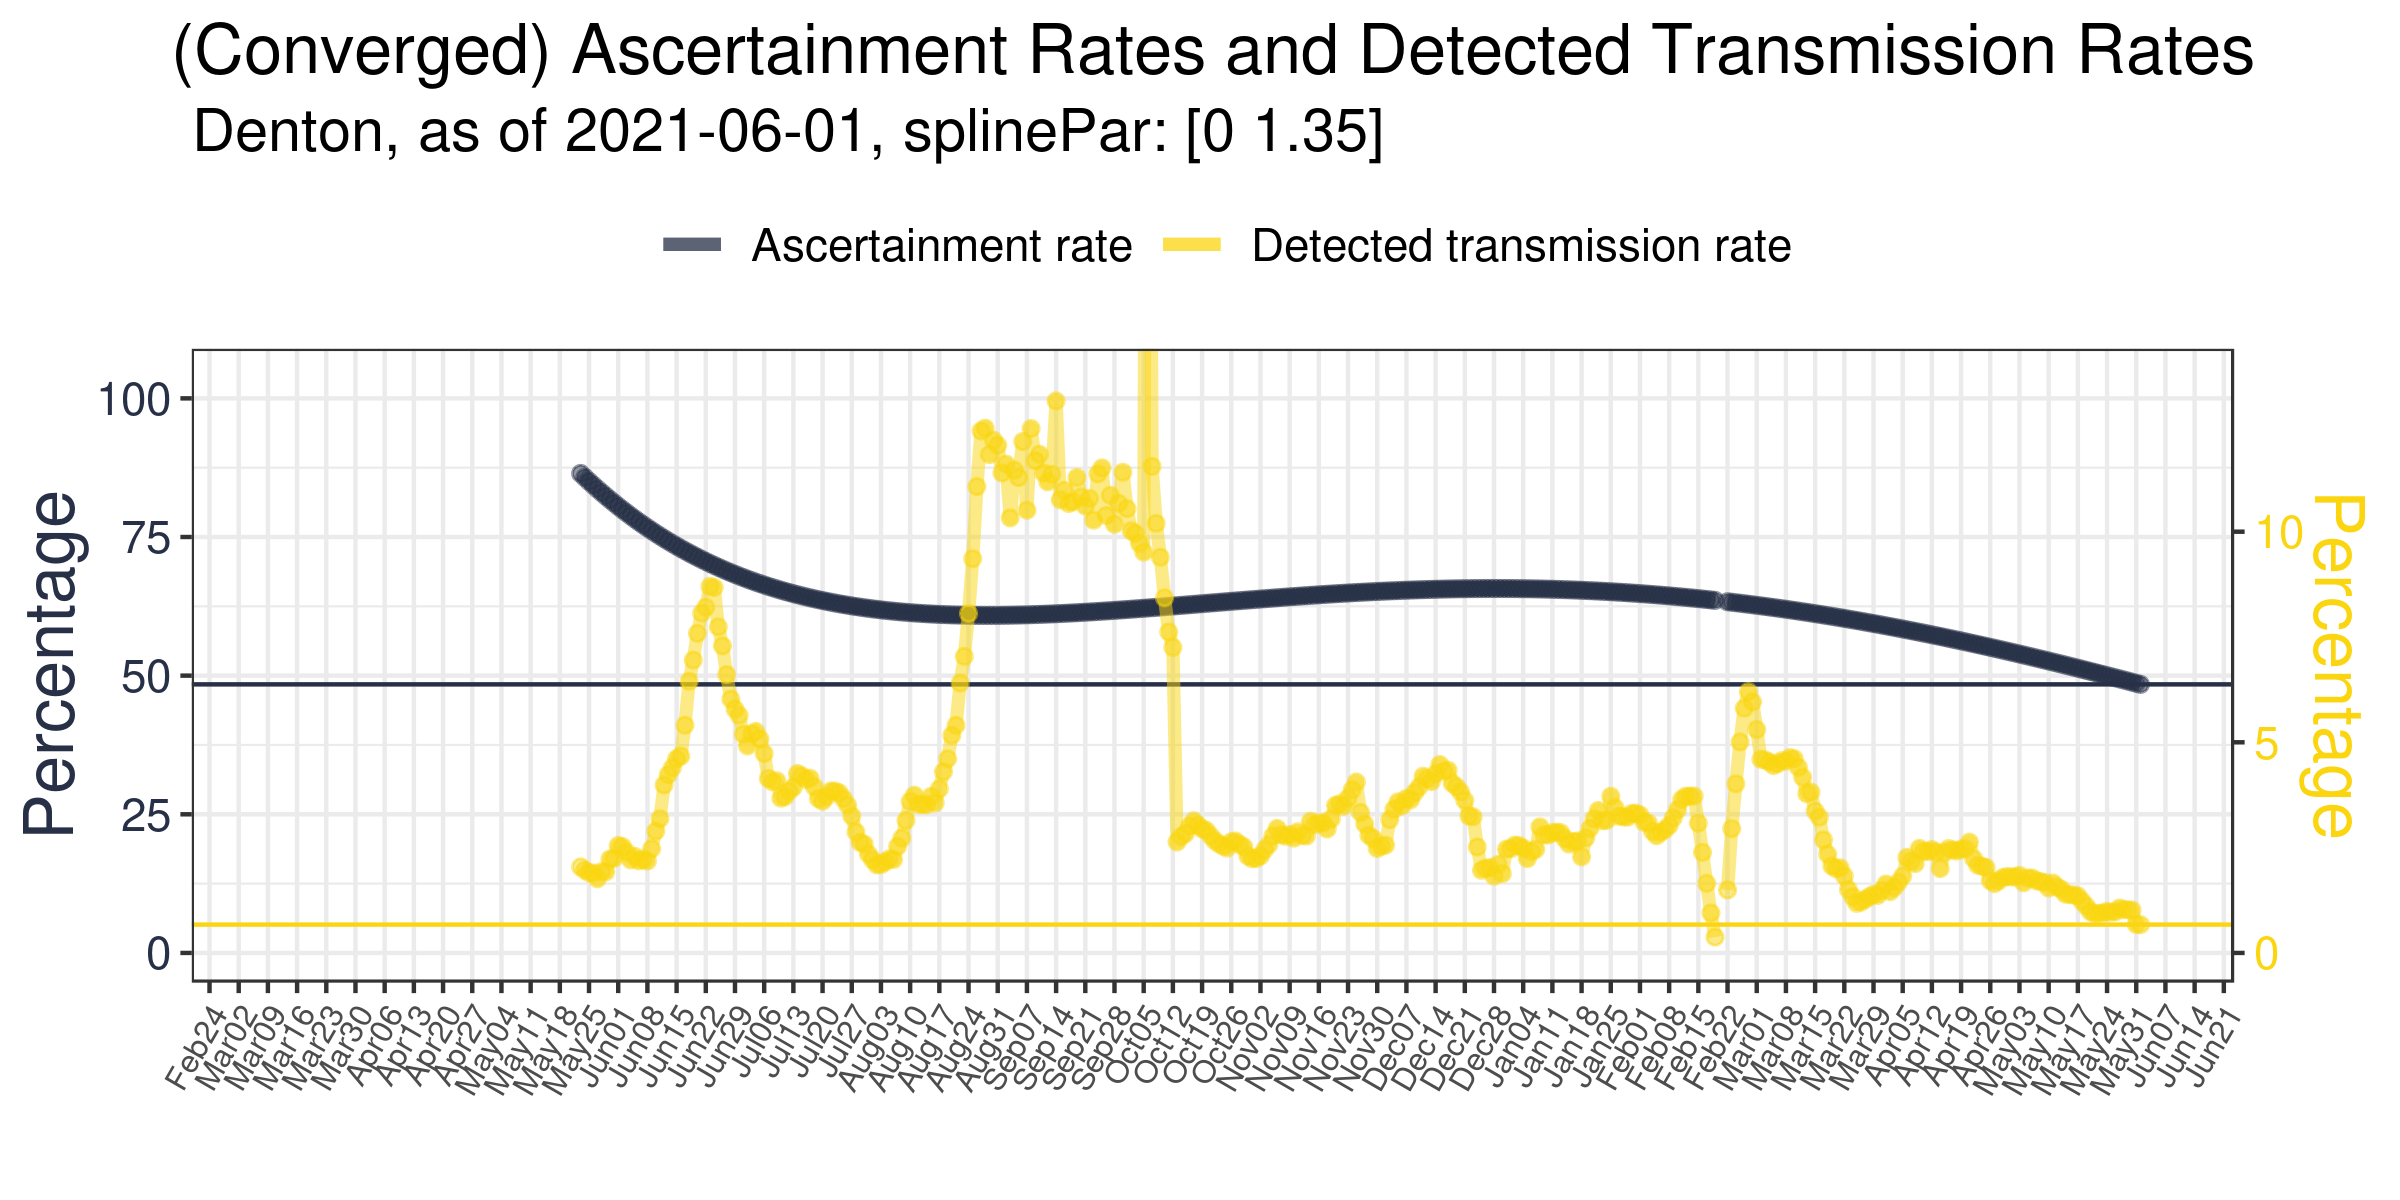 (Converged) Ascertainment Rates and Detected Transmission Rates
Denton, as of 2021-06-01, splinePar: [0 1.35]
Ascertainment rate
Detected transmission rate
Percentage
100
75
50
25
0
10
5
0
Percentage
Feb24
Mar02
Mar09
Mar16
Mar23
Mar30
Apr06
Apr13
Apr20
Apr27
May04
May11
May18
May25
Jun01
Jun08
Jun15
Jun22
Jun29
Jul06
Jul13
Jul20
Jul27
Aug03
Aug10
Aug17
Aug24
Aug31
Sep07
Sep14
Sep21
Sep28
Oct05
Oct12
Oct19
Oct26
Nov02
Nov09
Nov16
Nov23
Nov30
Dec07
Dec14
Dec21
Dec28
Jan04
Jan11
Jan18
Jan25
Feb01
Feb08
Feb15
Feb22
Mar01
Mar08
Mar15
Mar22
Mar29
Apr05
Apr12
Apr19
Apr26
May03
May10
May17
May24
May31
Jun07
Jun14
Jun21